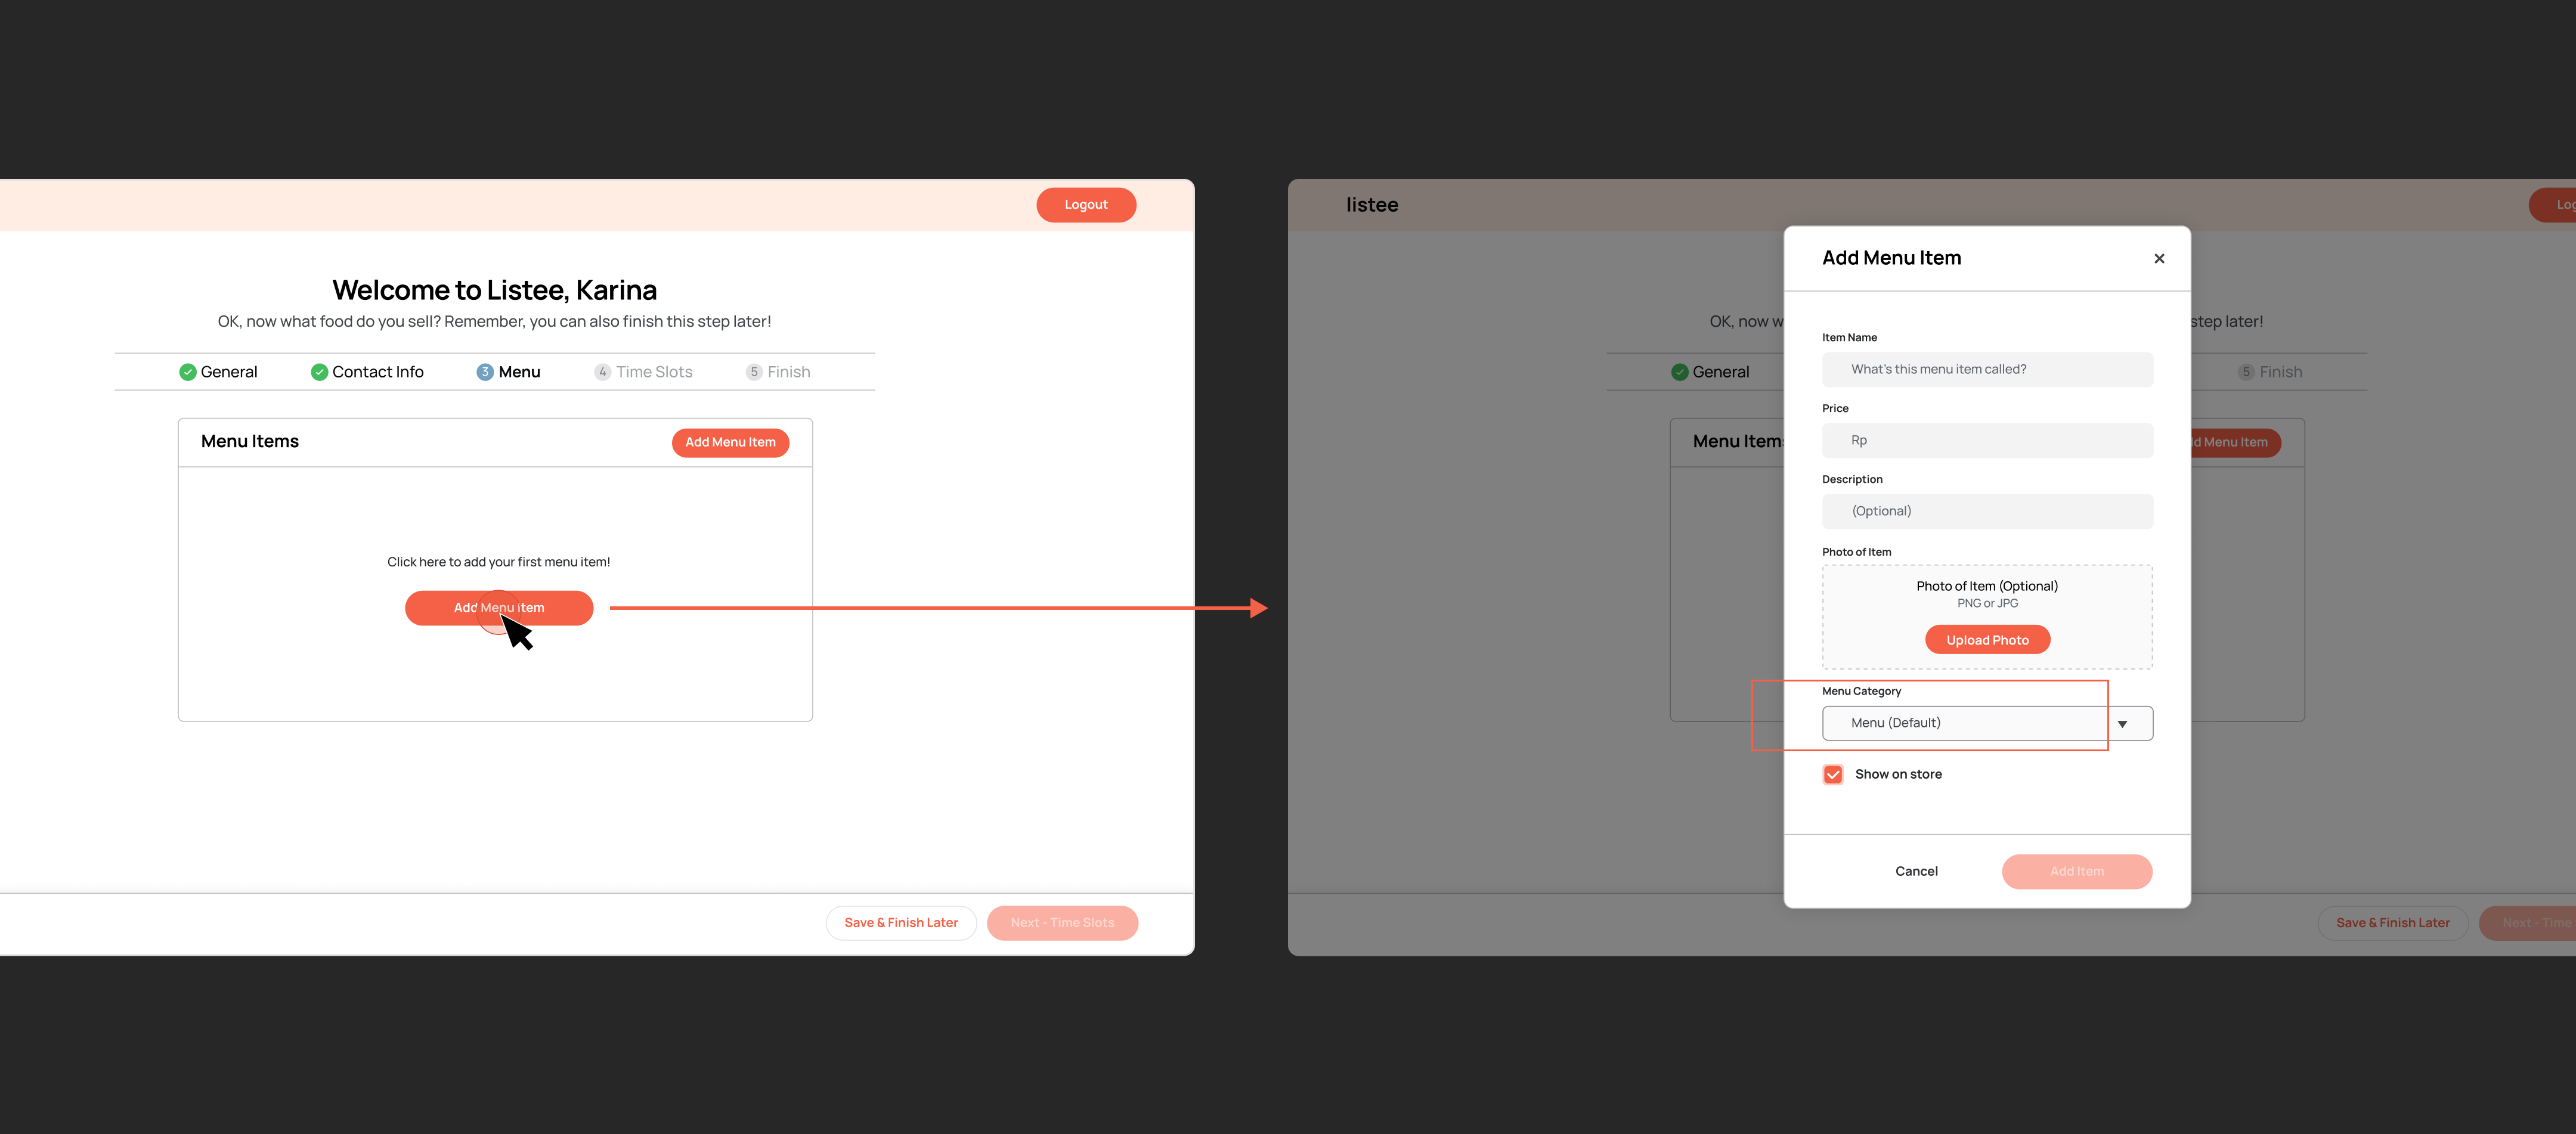 Logout
Welcome to Listee, Karina
OK, now what food do you sell? Remember, you can also finish this step later!
General
Contact Info
3 Menu
4 Time Slots
5 Finish
Menu Items
Add Menu Item
Click here to add your first menu item!
Add Menu Item
Save & Finish Later
Next - Time Slots
listee
Log
OK, now w
step later!
General
5 Finish
Menu Items
d Menu Item
Add Menu Item
Item Name
What's this menu item called?
Price
Rp
Description
(Optional)
Photo of Item
Photo of Item (Optional)
PNG or JPG
Upload Photo
Menu Category
Menu (Default)
Show on store
Cancel
Add Item
Save & Finish Later
Next - Time